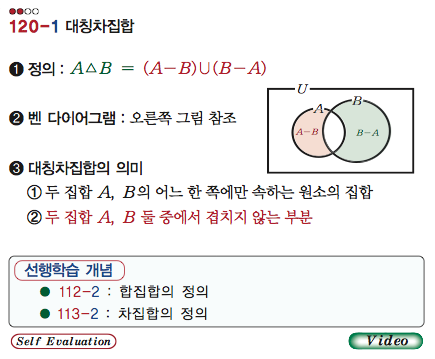 120-1 대칭차집합
❶ 정의 : A△B = (A-B)∪(B-A)
❷ 벤 다이어그램 : 오른쪽 그림 참조
U
A
B
A-B
B-A
❸ 대칭차집합의 의미
① 두 집합 A, B의 어느 한 쪽에만 속하는 원소의 집합
② 두 집합 A, B 둘 중에서 겹치지 않는 부분
선행학습 개념
● 112-2 : 합집합의 정의
● 113-2 : 차집합의 정의
Self Evaluation
Video